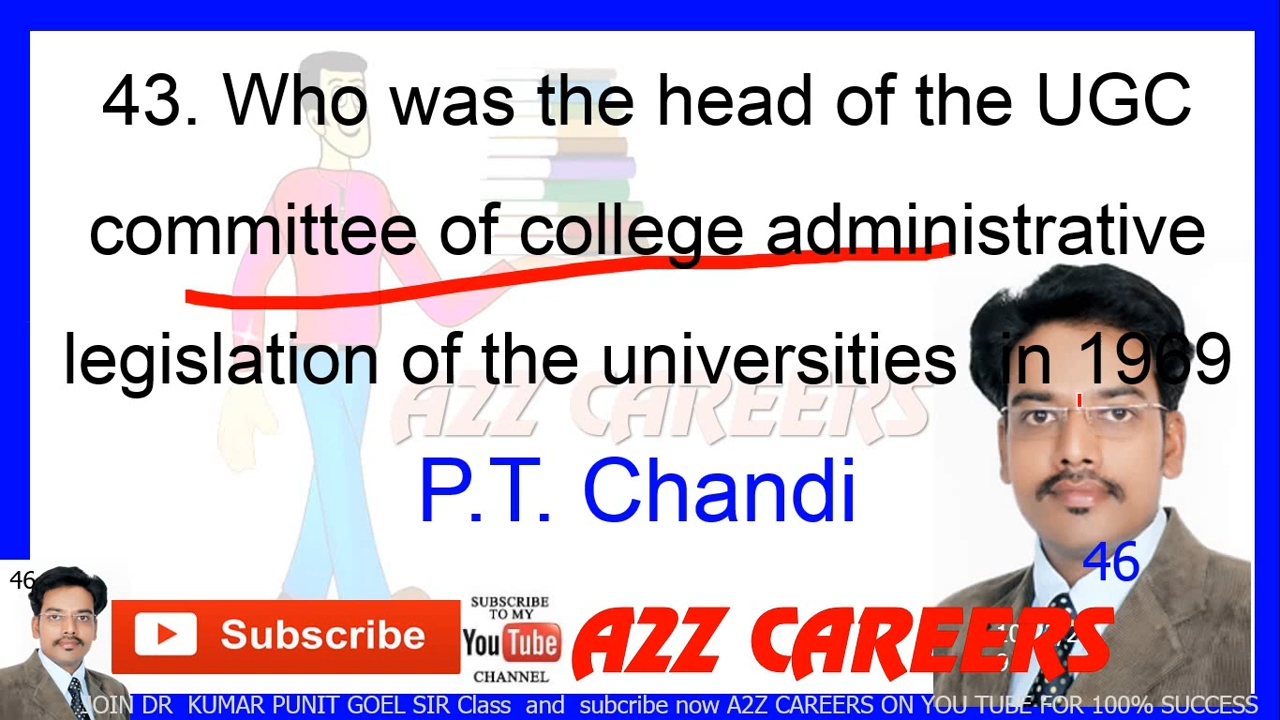 43. Who was the head of the UGC
committee of college administrative
legislation of the universities in 1969
A2Z CAREERS
P.T. Chandi
46
46
Subscribe
SUBSCRIBE
TO MY
YouTube
CHANNEL
A2Z CAREERS
JOIN DR KUMAR PUNIT GOEL SIR Class and subcribe now A2Z CAREERS ON YOU TUBE FOR 100% SUCCESS